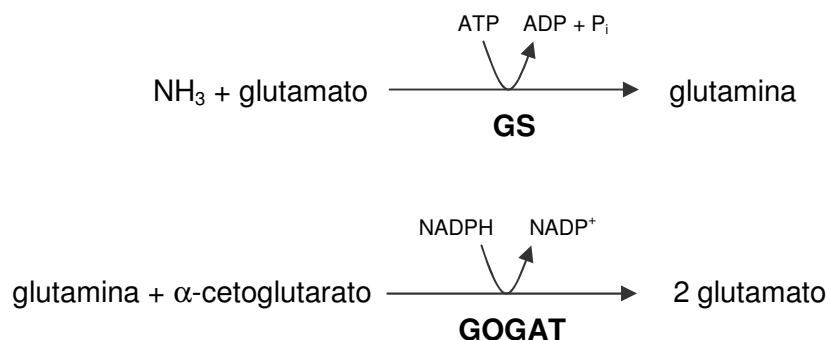 ATP ADP + Pᵢ
NH₃ + glutamato glutamina
GS
NADPH NADP⁺
glutamina + α-cetoglutarato 2 glutamato
GOGAT